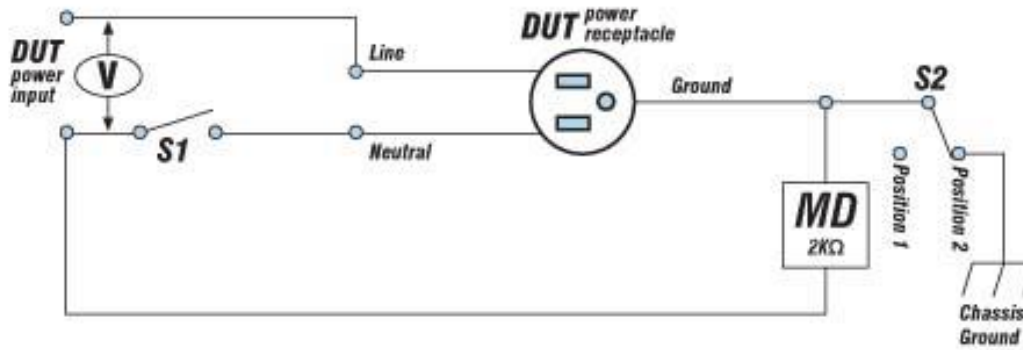 DUT
power
input
V
S1
Line
Neutral
DUT power
receptacle
Ground
S2
MD
2KΩ
Position 1
Position 2
Chassis
Ground